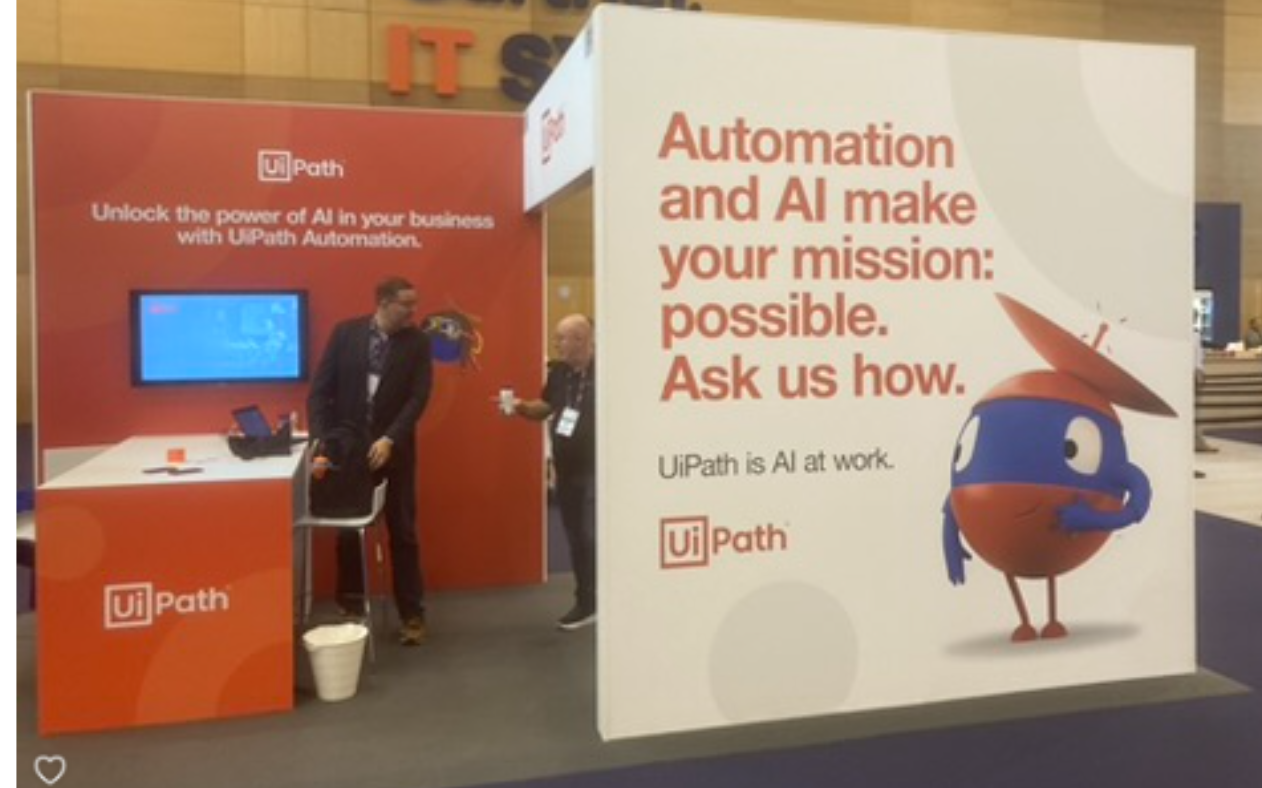 IT
UiPath
Unlock the power of AI in your business
with UiPath Automation.
UiPath
UiPath
Automation
and AI make
your mission:
possible.
Ask us how.
UiPath is AI at work.
UiPath